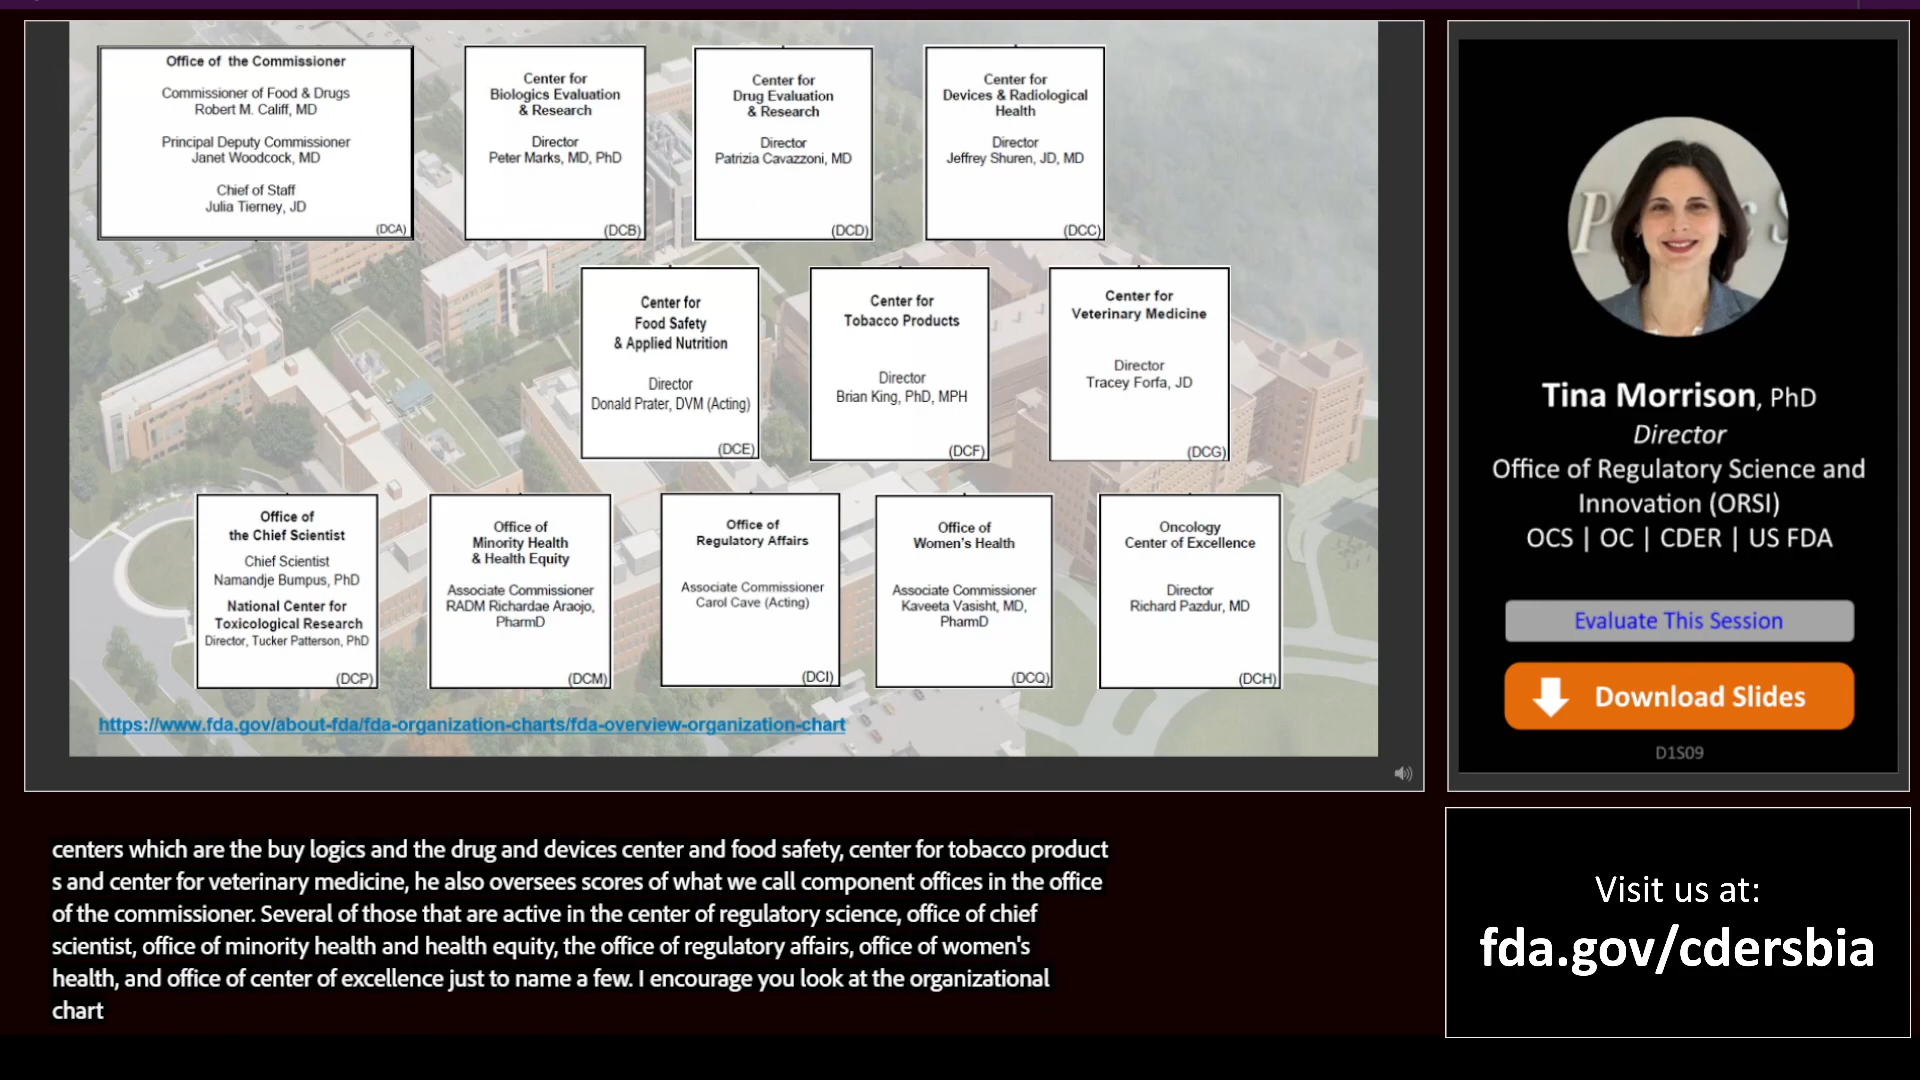 Office of the Commissioner
Commissioner of Food & Drugs
Robert M. Califf, MD
Principal Deputy Commissioner
Janet Woodcock, MD
Chief of Staff
Julia Tierney, JD
(DCA)
Center for
Biologics Evaluation
& Research
Director
Peter Marks, MD, PhD
(DCB)
Center for
Drug Evaluation
& Research
Director
Patrizia Cavazzoni, MD
(DCD)
Center for
Devices & Radiological
Health
Director
Jeffrey Shuren, JD, MD
(DCC)
Center for
Food Safety
& Applied Nutrition
Director
Donald Prater, DVM (Acting)
(DCE)
Center for
Tobacco Products
Director
Brian King, PhD, MPH
(DCF)
Center for
Veterinary Medicine
Director
Tracey Forfa, JD
(DCG)
Office of
the Chief Scientist
Chief Scientist
Namandje Bumpus, PhD
National Center for
Toxicological Research
Director, Tucker Patterson, PhD
(DCP)
Office of
Minority Health
& Health Equity
Associate Commissioner
RADM Richardae Araojo,
PharmD
(DCM)
Office of
Regulatory Affairs
Associate Commissioner
Carol Cave (Acting)
(DCI)
Office of
Women's Health
Associate Commissioner
Kaveeta Vasisht, MD,
PharmD
(DCQ)
Oncology
Center of Excellence
Director
Richard Pazdur, MD
(DCH)
https://www.fda.gov/about-fda/fda-organization-charts/fda-overview-organization-chart
Tina Morrison, PhD
Director
Office of Regulatory Science and
Innovation (ORSI)
OCS | OC | CDER | US FDA
Evaluate This Session
Download Slides
D1S09
centers which are the buy logics and the drug and devices center and food safety, center for tobacco product
s and center for veterinary medicine, he also oversees scores of what we call component offices in the office
of the commissioner. Several of those that are active in the center of regulatory science, office of chief
scientist, office of minority health and health equity, the office of regulatory affairs, office of women's
health, and office of center of excellence just to name a few. I encourage you look at the organizational
chart
Visit us at:
fda.gov/cdersbia